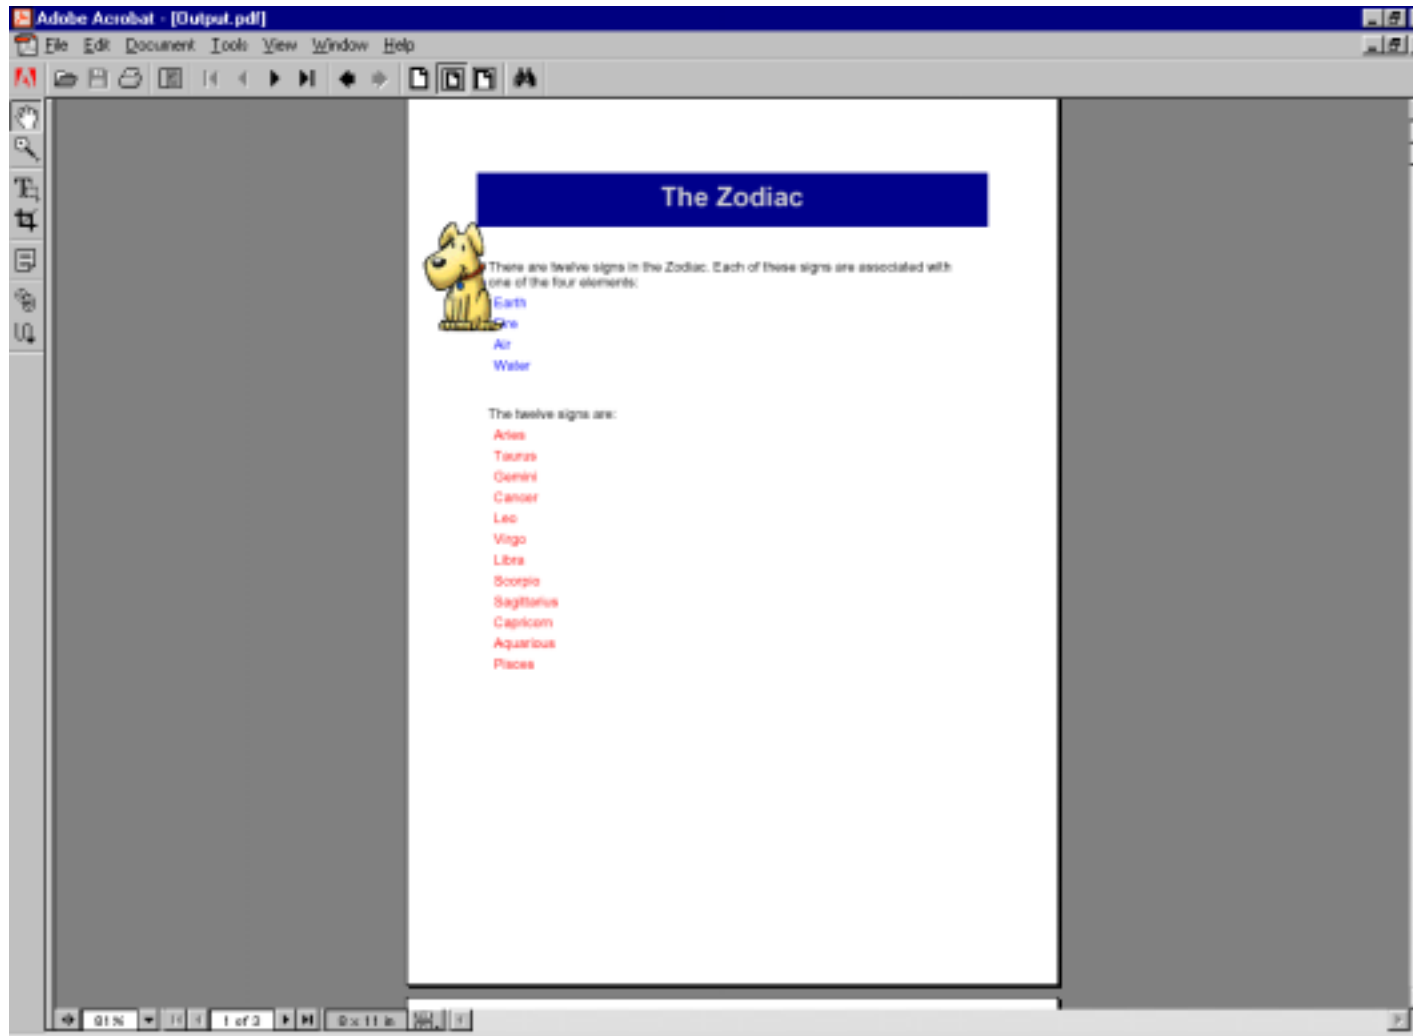 Adobe Acrobat - [Output.pdf]
File Edit Document Tools View Window Help
The Zodiac
There are twelve signs in the Zodiac. Each of these signs are associated with
one of the four elements:
Earth
Fire
Air
Water
The twelve signs are:
Aries
Taurus
Gemini
Cancer
Leo
Virgo
Libra
Scorpio
Sagittarius
Capricorn
Aquarious
Pisces
1 of 3